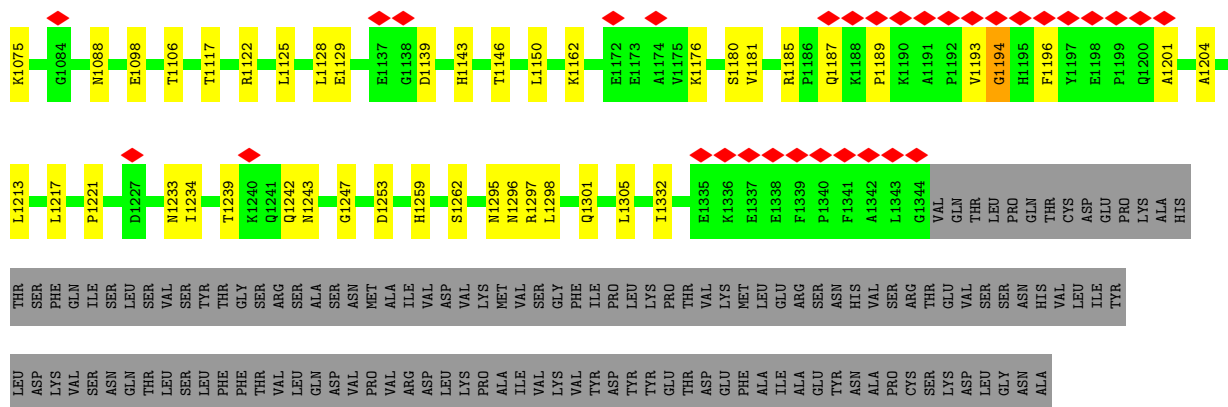 K1075 G1084 N1088 E1098 T1106 T1117 R1122 L1125 L1128 E1129 E1137 G1138 D1139 H1143 T1146 L1150 K1162 E1172 E1173 A1174 V1175 K1176 S1180 V1181 R1185 P1186 Q1187 K1188 P1189 K1190 A1191 P1192 V1193 G1194 H1195 F1196 Y1197 E1198 P1199 Q1200 A1201 A1204
L1213 L1217 P1221 D1227 N1233 I1234 T1239 K1240 Q1241 Q1242 N1243 G1247 D1253 H1259 S1262 N1295 N1296 R1297 L1298 Q1301 L1305 I1332 E1335 K1336 E1337 E1338 F1339 P1340 F1341 A1342 L1343 G1344 VAL GLN THR LEU PRO GLN THR CYS ASP GLU PRO LYS ALA HIS
THR SER PHE GLN ILE SER LEU SER VAL SER TYR THR GLY SER ARG SER ALA SER ASN MET ALA ILE VAL ASP VAL LYS MET VAL SER GLY PHE ILE PRO LEU LYS PRO THR VAL LYS MET LEU GLU ARG SER ASN HIS VAL SER ARG THR GLU VAL SER SER ASN HIS VAL LEU ILE TYR
LEU ASP LYS VAL SER ASN GLN THR LEU SER LEU PHE PHE THR VAL LEU GLN ASP VAL PRO VAL ARG ASP LEU LYS PRO ALA ILE VAL LYS VAL TYR ASP TYR TYR GLU THR ASP GLU PHE ALA ILE ALA GLU TYR ASN ALA PRO CYS SER LYS ASP LEU GLY ASN ALA